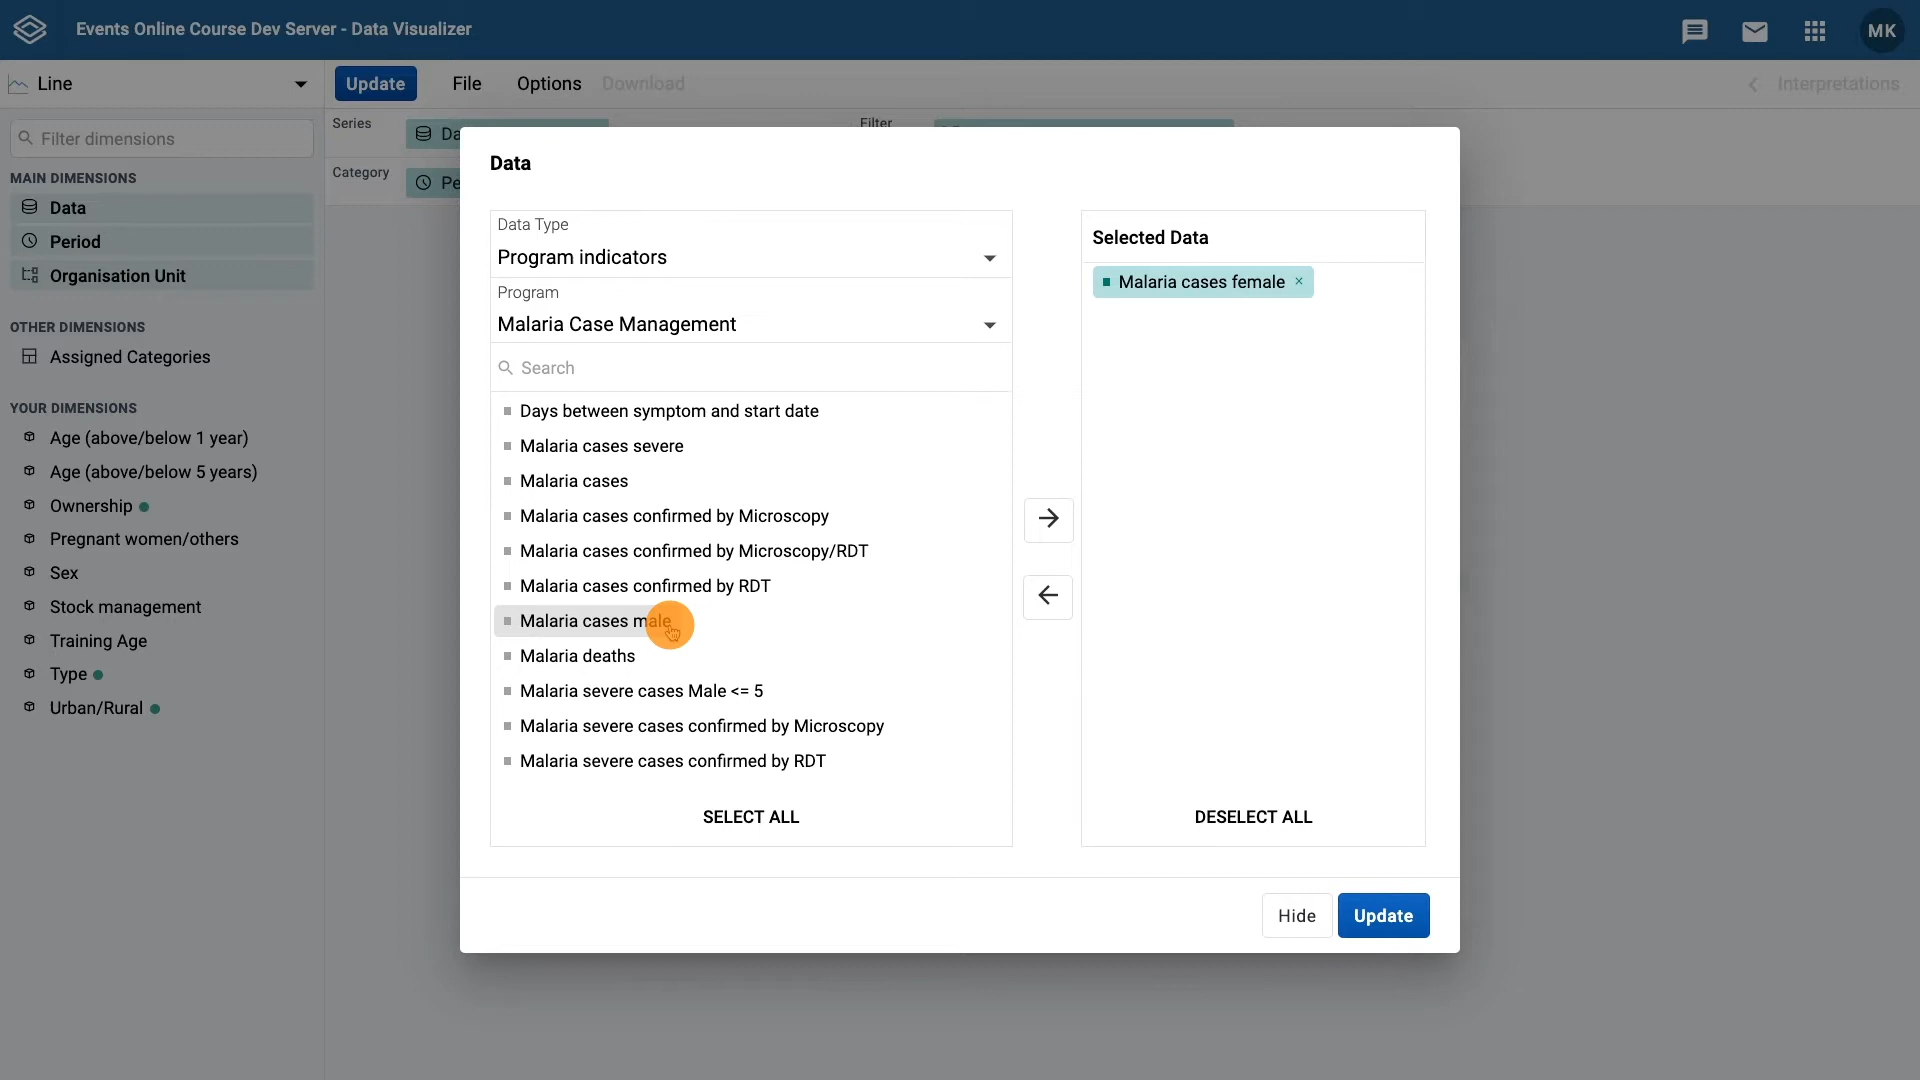 Events Online Course Dev Server - Data Visualizer
MK
Line
Update
File
Options
Download
Interpretations
Filter dimensions
MAIN DIMENSIONS
Data
Period
Organisation Unit
OTHER DIMENSIONS
Assigned Categories
YOUR DIMENSIONS
Age (above/below 1 year)
Age (above/below 5 years)
Ownership
Pregnant women/others
Sex
Stock management
Training Age
Type
Urban/Rural
Series
Filter
Category
Data
Data Type
Program indicators
Program
Malaria Case Management
Search
Days between symptom and start date
Malaria cases severe
Malaria cases
Malaria cases confirmed by Microscopy
Malaria cases confirmed by Microscopy/RDT
Malaria cases confirmed by RDT
Malaria cases male
Malaria deaths
Malaria severe cases Male <= 5
Malaria severe cases confirmed by Microscopy
Malaria severe cases confirmed by RDT
SELECT ALL
Selected Data
Malaria cases female ×
DESELECT ALL
Hide
Update